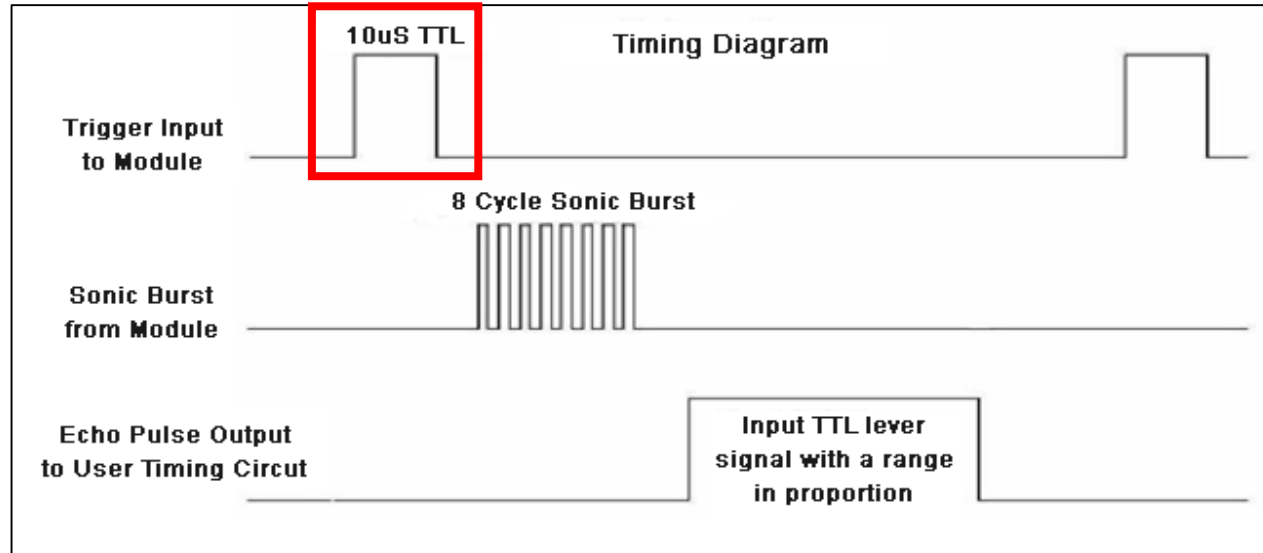 10uS TTL
Timing Diagram
Trigger Input
to Module
8 Cycle Sonic Burst
Sonic Burst
from Module
Echo Pulse Output
to User Timing Circut
Input TTL lever
signal with a range
in proportion